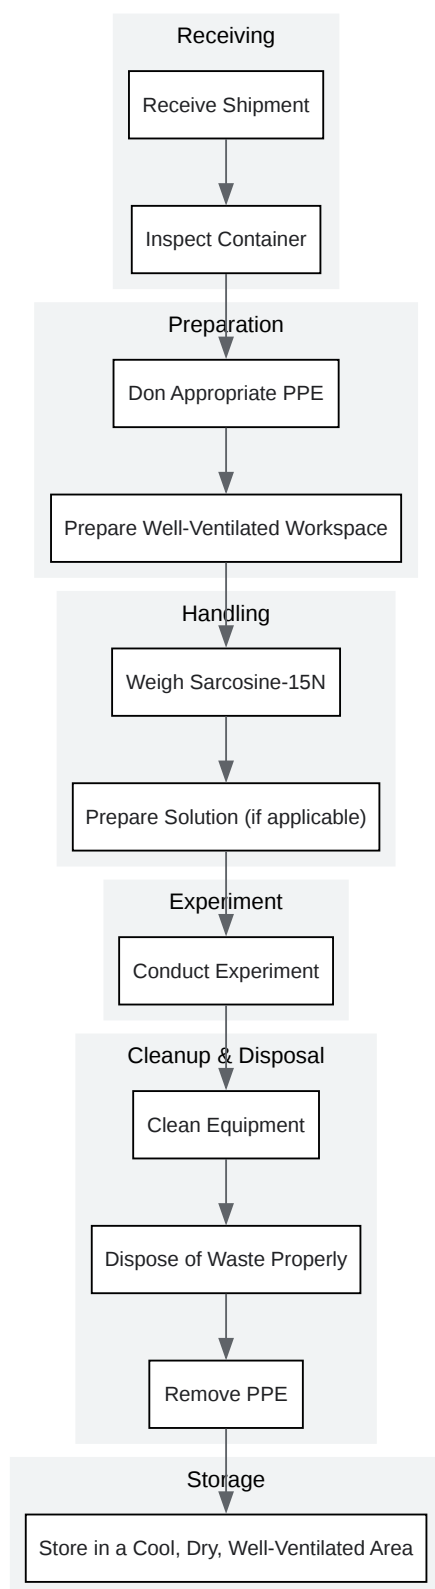 Receiving
Receive Shipment
Inspect Container
Preparation
Don Appropriate PPE
Prepare Well-Ventilated Workspace
Handling
Weigh Sarcosine-15N
Prepare Solution (if applicable)
Experiment
Conduct Experiment
Cleanup & Disposal
Clean Equipment
Dispose of Waste Properly
Remove PPE
Storage
Store in a Cool, Dry, Well-Ventilated Area